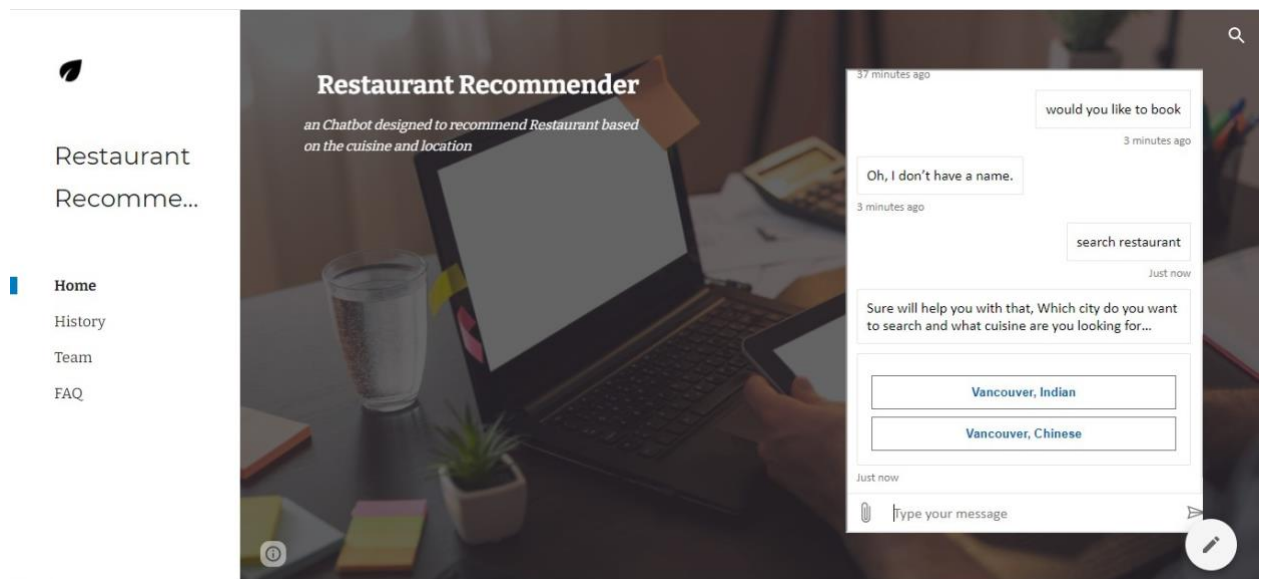 Restaurant
Recomme...
Home
History
Team
FAQ
Restaurant Recommender
an Chatbot designed to recommend Restaurant based
on the cuisine and location
37 minutes ago
would you like to book
3 minutes ago
Oh, I don't have a name.
3 minutes ago
search restaurant
Just now
Sure will help you with that, Which city do you want
to search and what cuisine are you looking for...
Vancouver, Indian
Vancouver, Chinese
Just now
Type your message